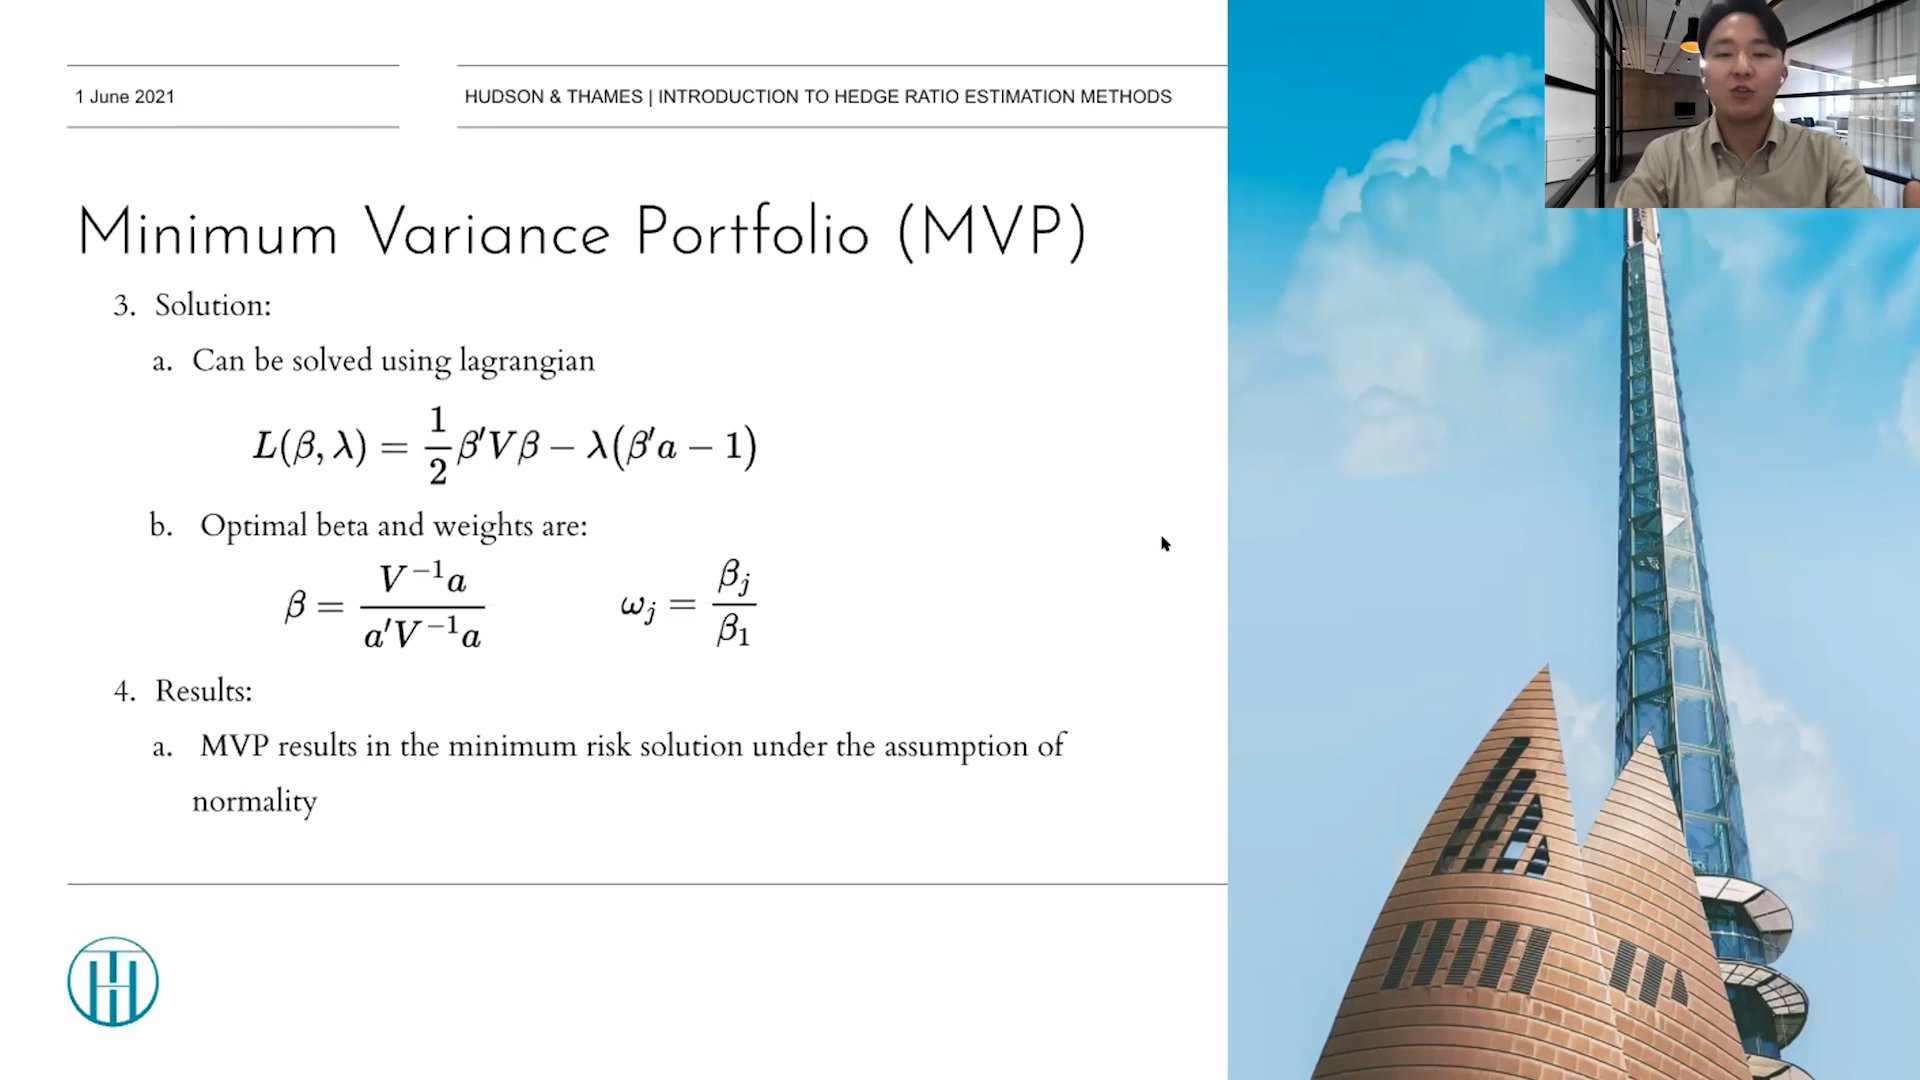 1 June 2021
HUDSON & THAMES | INTRODUCTION TO HEDGE RATIO ESTIMATION METHODS
Minimum Variance Portfolio (MVP)
3. Solution:
a. Can be solved using lagrangian
L(β, λ) = 1/2 β′Vβ − λ(β′a − 1)
b. Optimal beta and weights are:
β = V⁻¹a / a′V⁻¹a    ωⱼ = βⱼ / β₁
4. Results:
a. MVP results in the minimum risk solution under the assumption of
normality